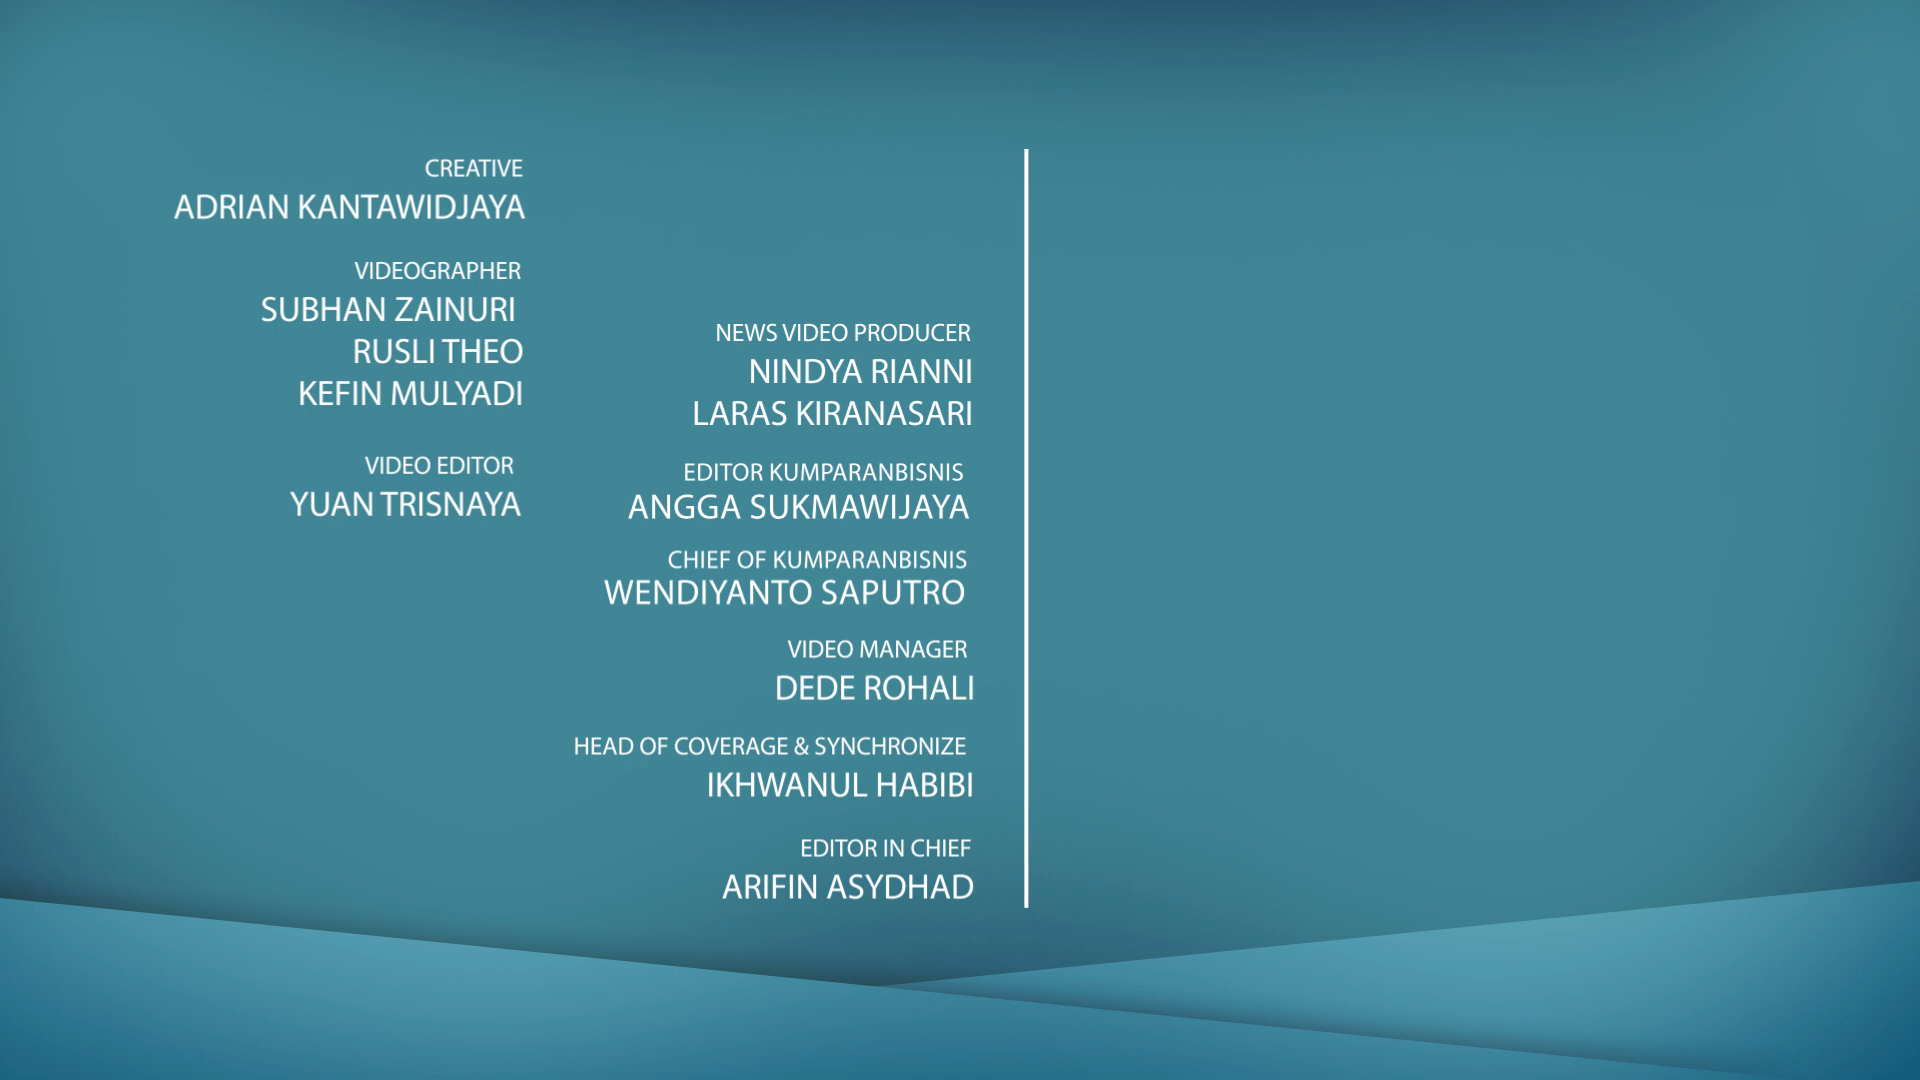 CREATIVE
ADRIAN KANTAWIDJAYA
VIDEOGRAPHER
SUBHAN ZAINURI
RUSLI THEO
KEFIN MULYADI
VIDEO EDITOR
YUAN TRISNAYA
NEWS VIDEO PRODUCER
NINDYA RIANNI
LARAS KIRANASARI
EDITOR KUMPARANBISNIS
ANGGA SUKMAWIJAYA
CHIEF OF KUMPARANBISNIS
WENDIYANTO SAPUTRO
VIDEO MANAGER
DEDE ROHALI
HEAD OF COVERAGE & SYNCHRONIZE
IKHWANUL HABIBI
EDITOR IN CHIEF
ARIFIN ASYDHAD